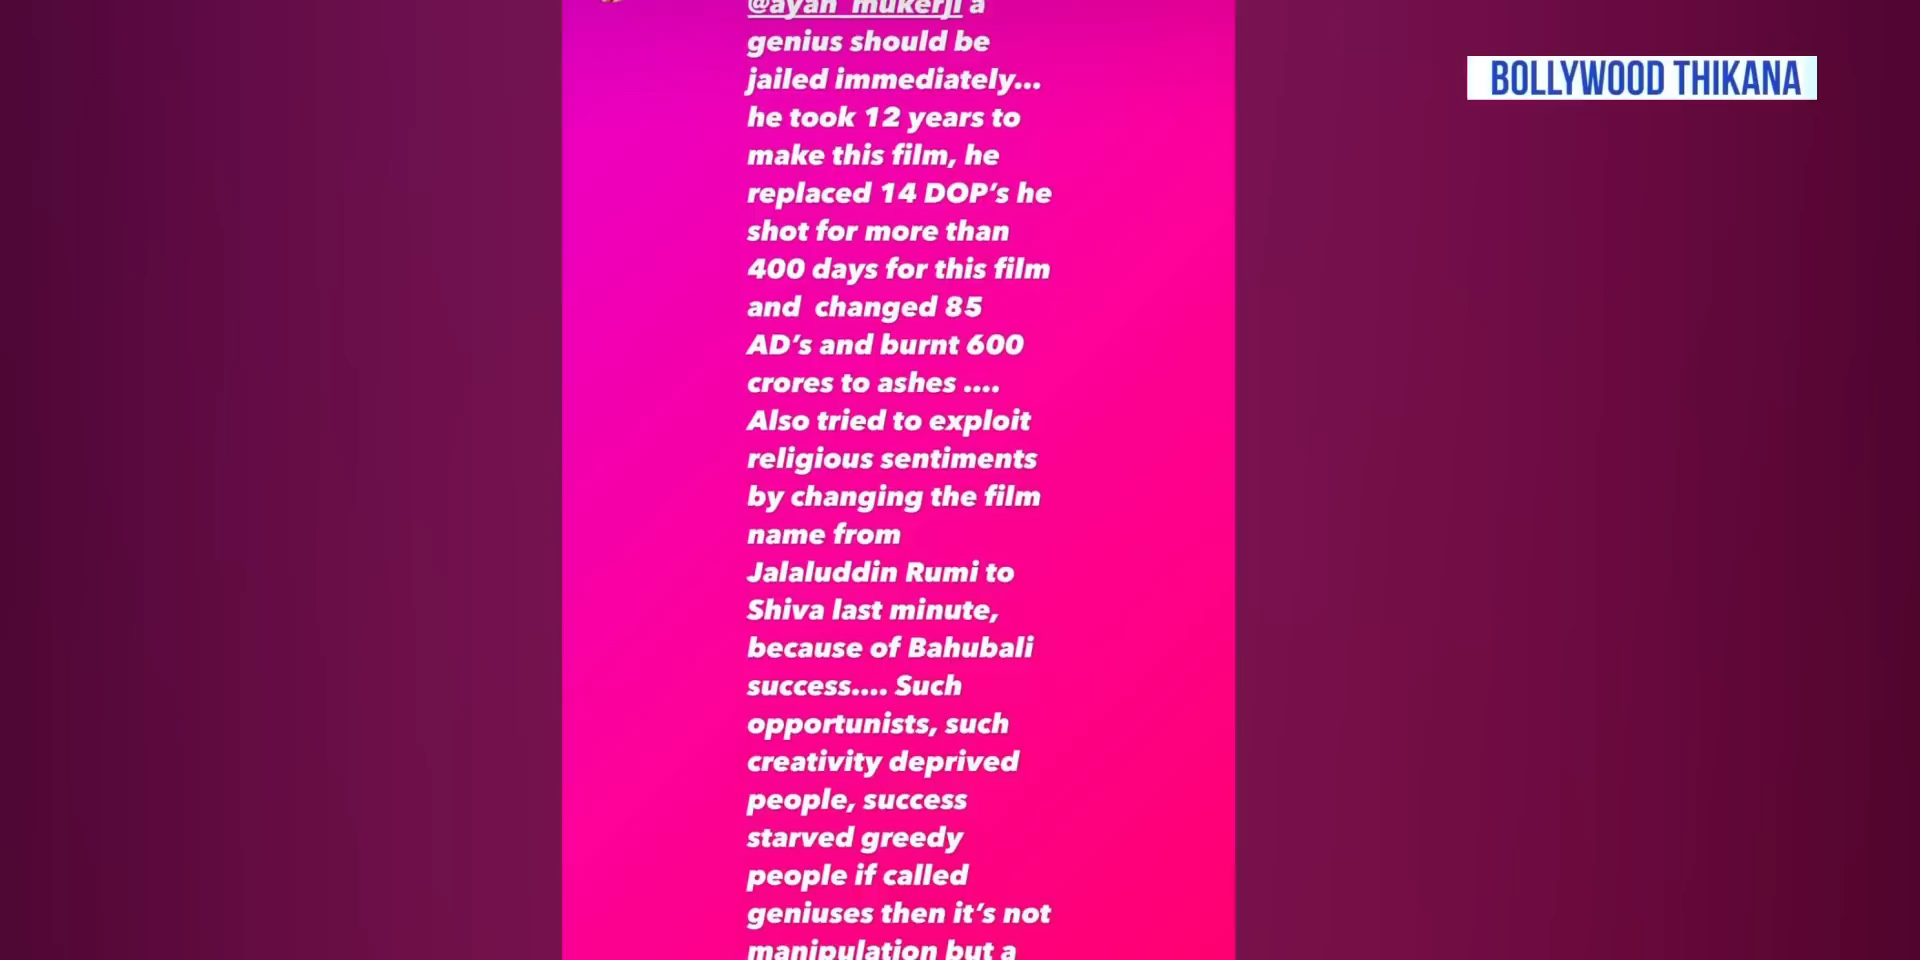 @ayan_mukerji a
genius should be
jailed immediately...
he took 12 years to
make this film, he
replaced 14 DOP's he
shot for more than
400 days for this film
and  changed 85
AD's and burnt 600
crores to ashes ....
Also tried to exploit
religious sentiments
by changing the film
name from
Jalaluddin Rumi to
Shiva last minute,
because of Bahubali
success.... Such
opportunists, such
creativity deprived
people, success
starved greedy
people if called
geniuses then it's not
manipulation but a
BOLLYWOOD THIKANA